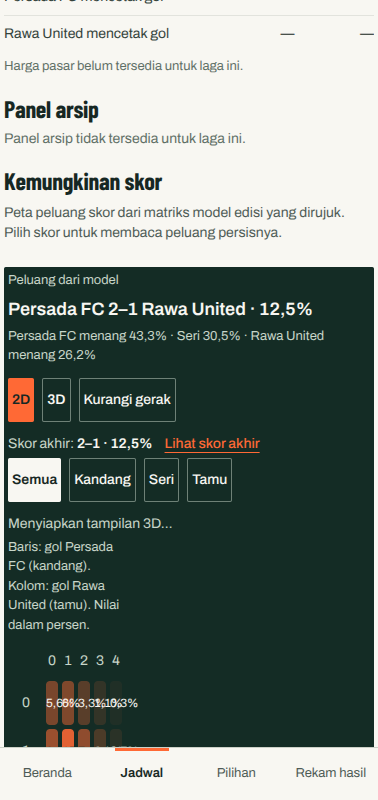 Rawa United mencetak gol — —
Harga pasar belum tersedia untuk laga ini.
Panel arsip
Panel arsip tidak tersedia untuk laga ini.
Kemungkinan skor
Peta peluang skor dari matriks model edisi yang dirujuk.
Pilih skor untuk membaca peluang persisnya.
Peluang dari model
Persada FC 2–1 Rawa United · 12,5%
Persada FC menang 43,3% · Seri 30,5% · Rawa United
menang 26,2%
2D 3D Kurangi gerak
Skor akhir: 2–1 · 12,5% Lihat skor akhir
Semua Kandang Seri Tamu
Menyiapkan tampilan 3D…
Baris: gol Persada
FC (kandang).
Kolom: gol Rawa
United (tamu). Nilai
dalam persen.
0 1 2 3 4
0
Beranda Jadwal Pilihan Rekam hasil